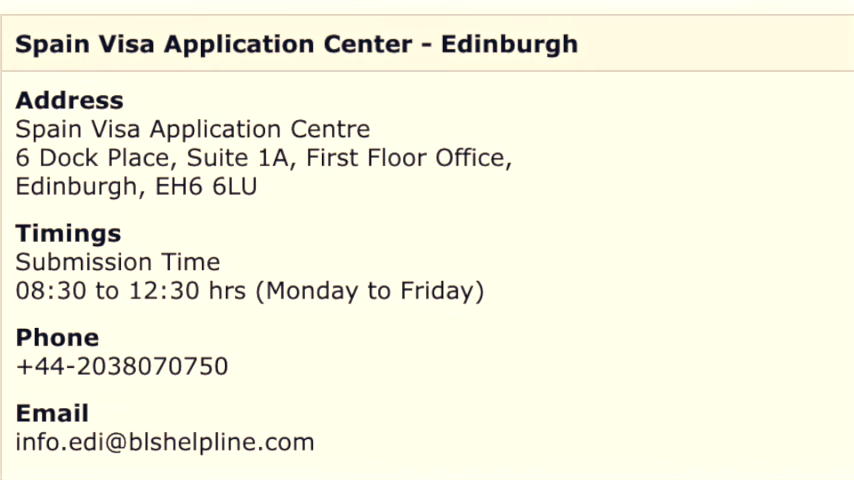 Spain Visa Application Center - Edinburgh
Address
Spain Visa Application Centre
6 Dock Place, Suite 1A, First Floor Office,
Edinburgh, EH6 6LU
Timings
Submission Time
08:30 to 12:30 hrs (Monday to Friday)
Phone
+44-2038070750
Email
info.edi@blshelpline.com